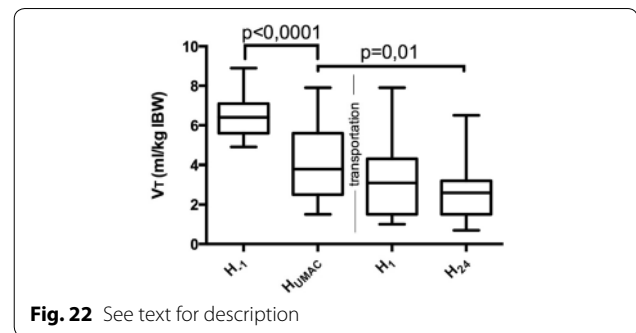 p<0,0001
p=0,01
10
8
6
4
2
0
VT (ml/kg IBW)
transportation
H-1
HUMAC
H1
H24
Fig. 22 See text for description